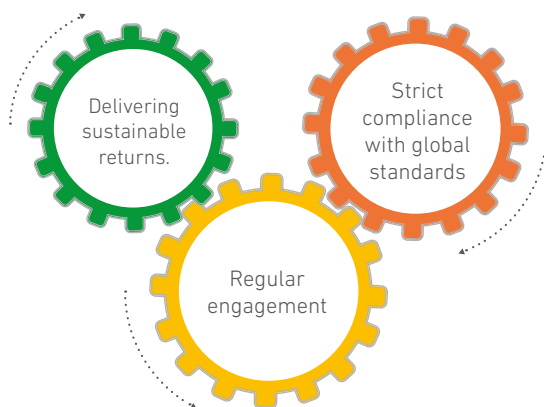 Delivering
sustainable
returns.
Strict
compliance
with global
standards
Regular
engagement